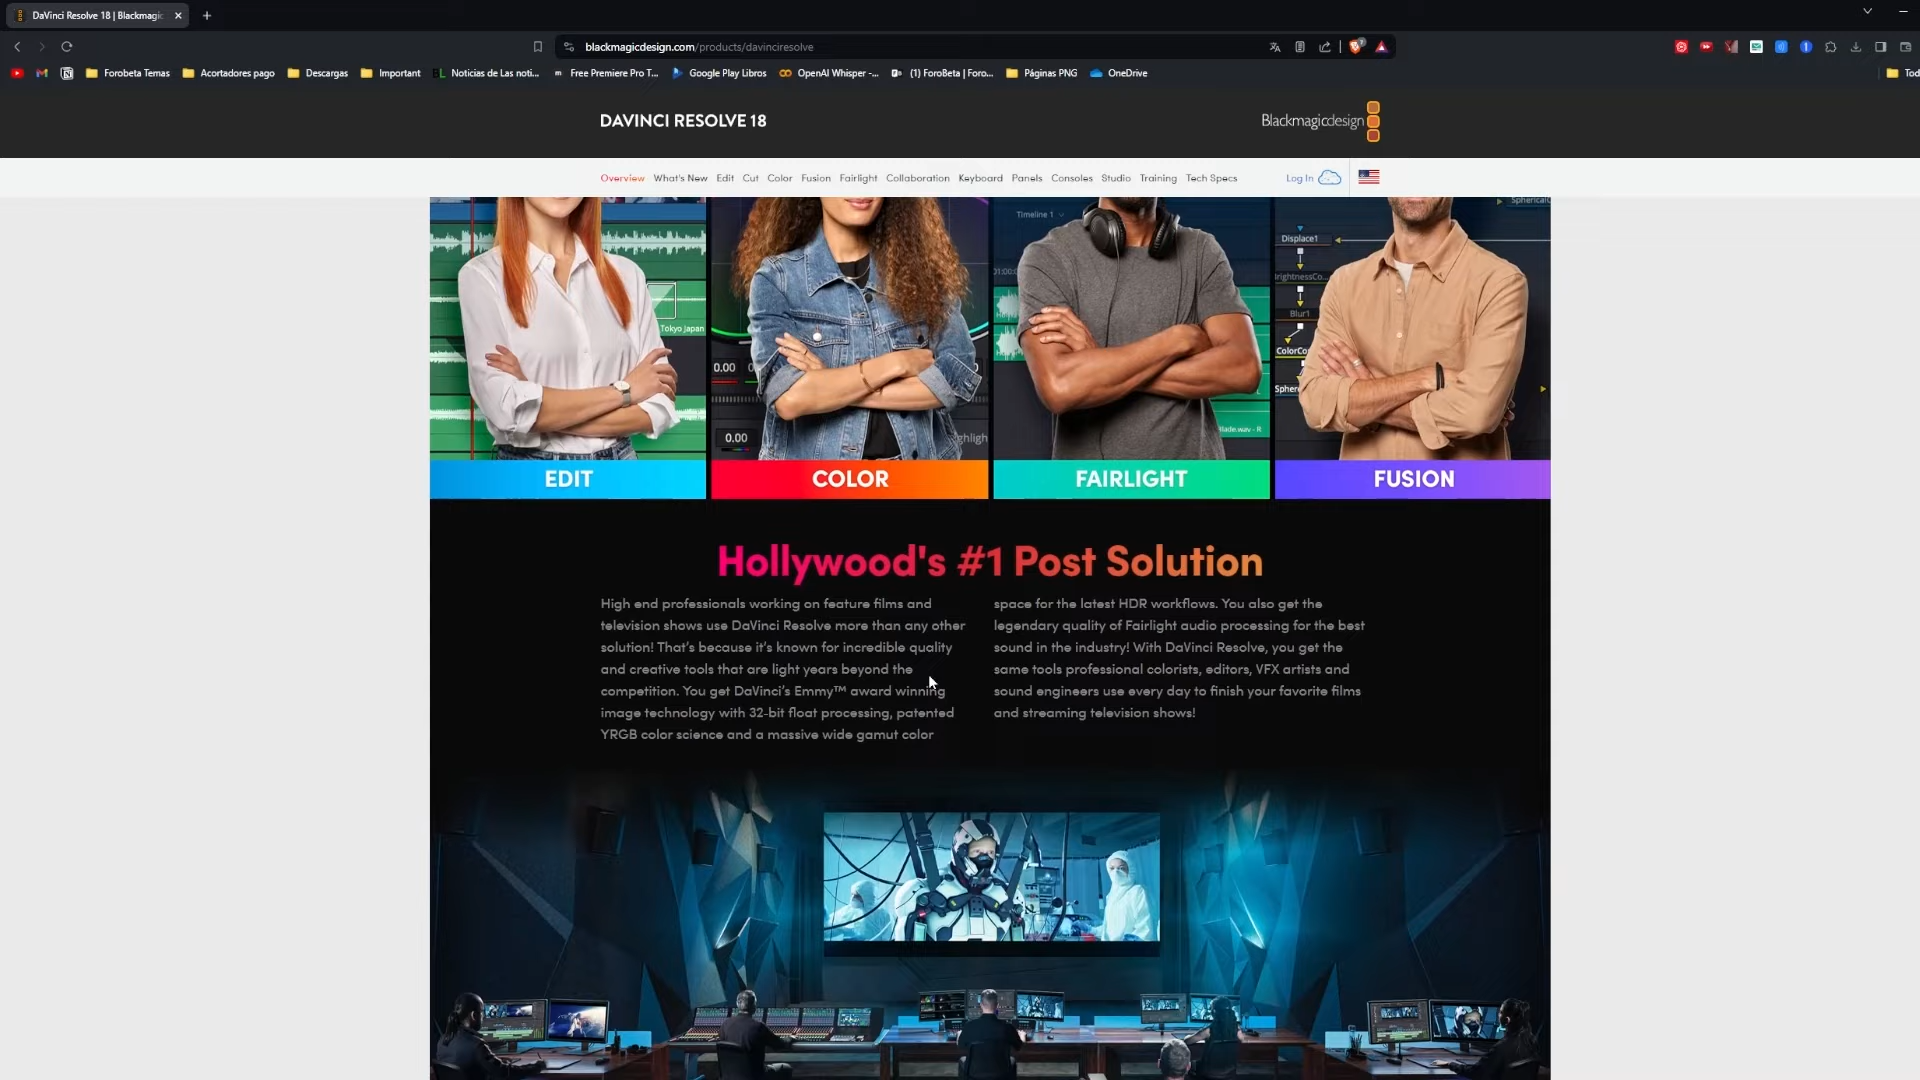 DaVinci Resolve 18 | Blackmagic
blackmagicdesign.com/products/davinciresolve
Forobeta Temas
Acortadores pago
Descargas
Important
Noticias de Las noti...
Free Premiere Pro T...
Google Play Libros
OpenAI Whisper -...
(1) ForoBeta | Foro...
Páginas PNG
OneDrive
Tod
DAVINCI RESOLVE 18
Blackmagicdesign
Overview What's New Edit Cut Color Fusion Fairlight Collaboration Keyboard Panels Consoles Studio Training Tech Specs
Log In
Tokyo Japan
0.00
0.00
Timeline 1
Displace1
Blur1
EDIT
COLOR
FAIRLIGHT
FUSION
Hollywood's #1 Post Solution
High end professionals working on feature films and
television shows use DaVinci Resolve more than any other
solution! That's because it's known for incredible quality
and creative tools that are light years beyond the
competition. You get DaVinci's Emmy™ award winning
image technology with 32-bit float processing, patented
YRGB color science and a massive wide gamut color
space for the latest HDR workflows. You also get the
legendary quality of Fairlight audio processing for the best
sound in the industry! With DaVinci Resolve, you get the
same tools professional colorists, editors, VFX artists and
sound engineers use every day to finish your favorite films
and streaming television shows!